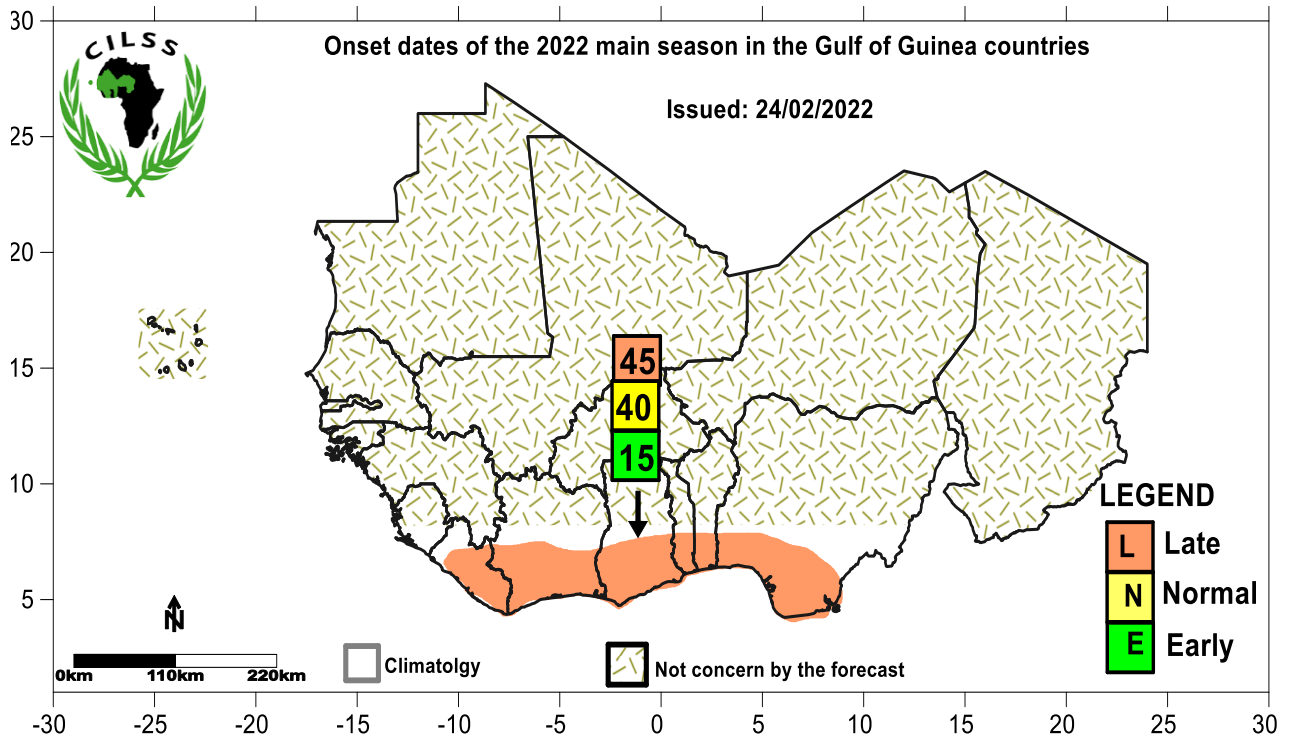 CILSS
Onset dates of the 2022 main season in the Gulf of Guinea countries
Issued: 24/02/2022
30
25
20
15
10
5
45
40
15
LEGEND
L Late
N Normal
E Early
N
0km 110km 220km
Climatolgy
Not concern by the forecast
-30 -25 -20 -15 -10 -5 0 5 10 15 20 25 30